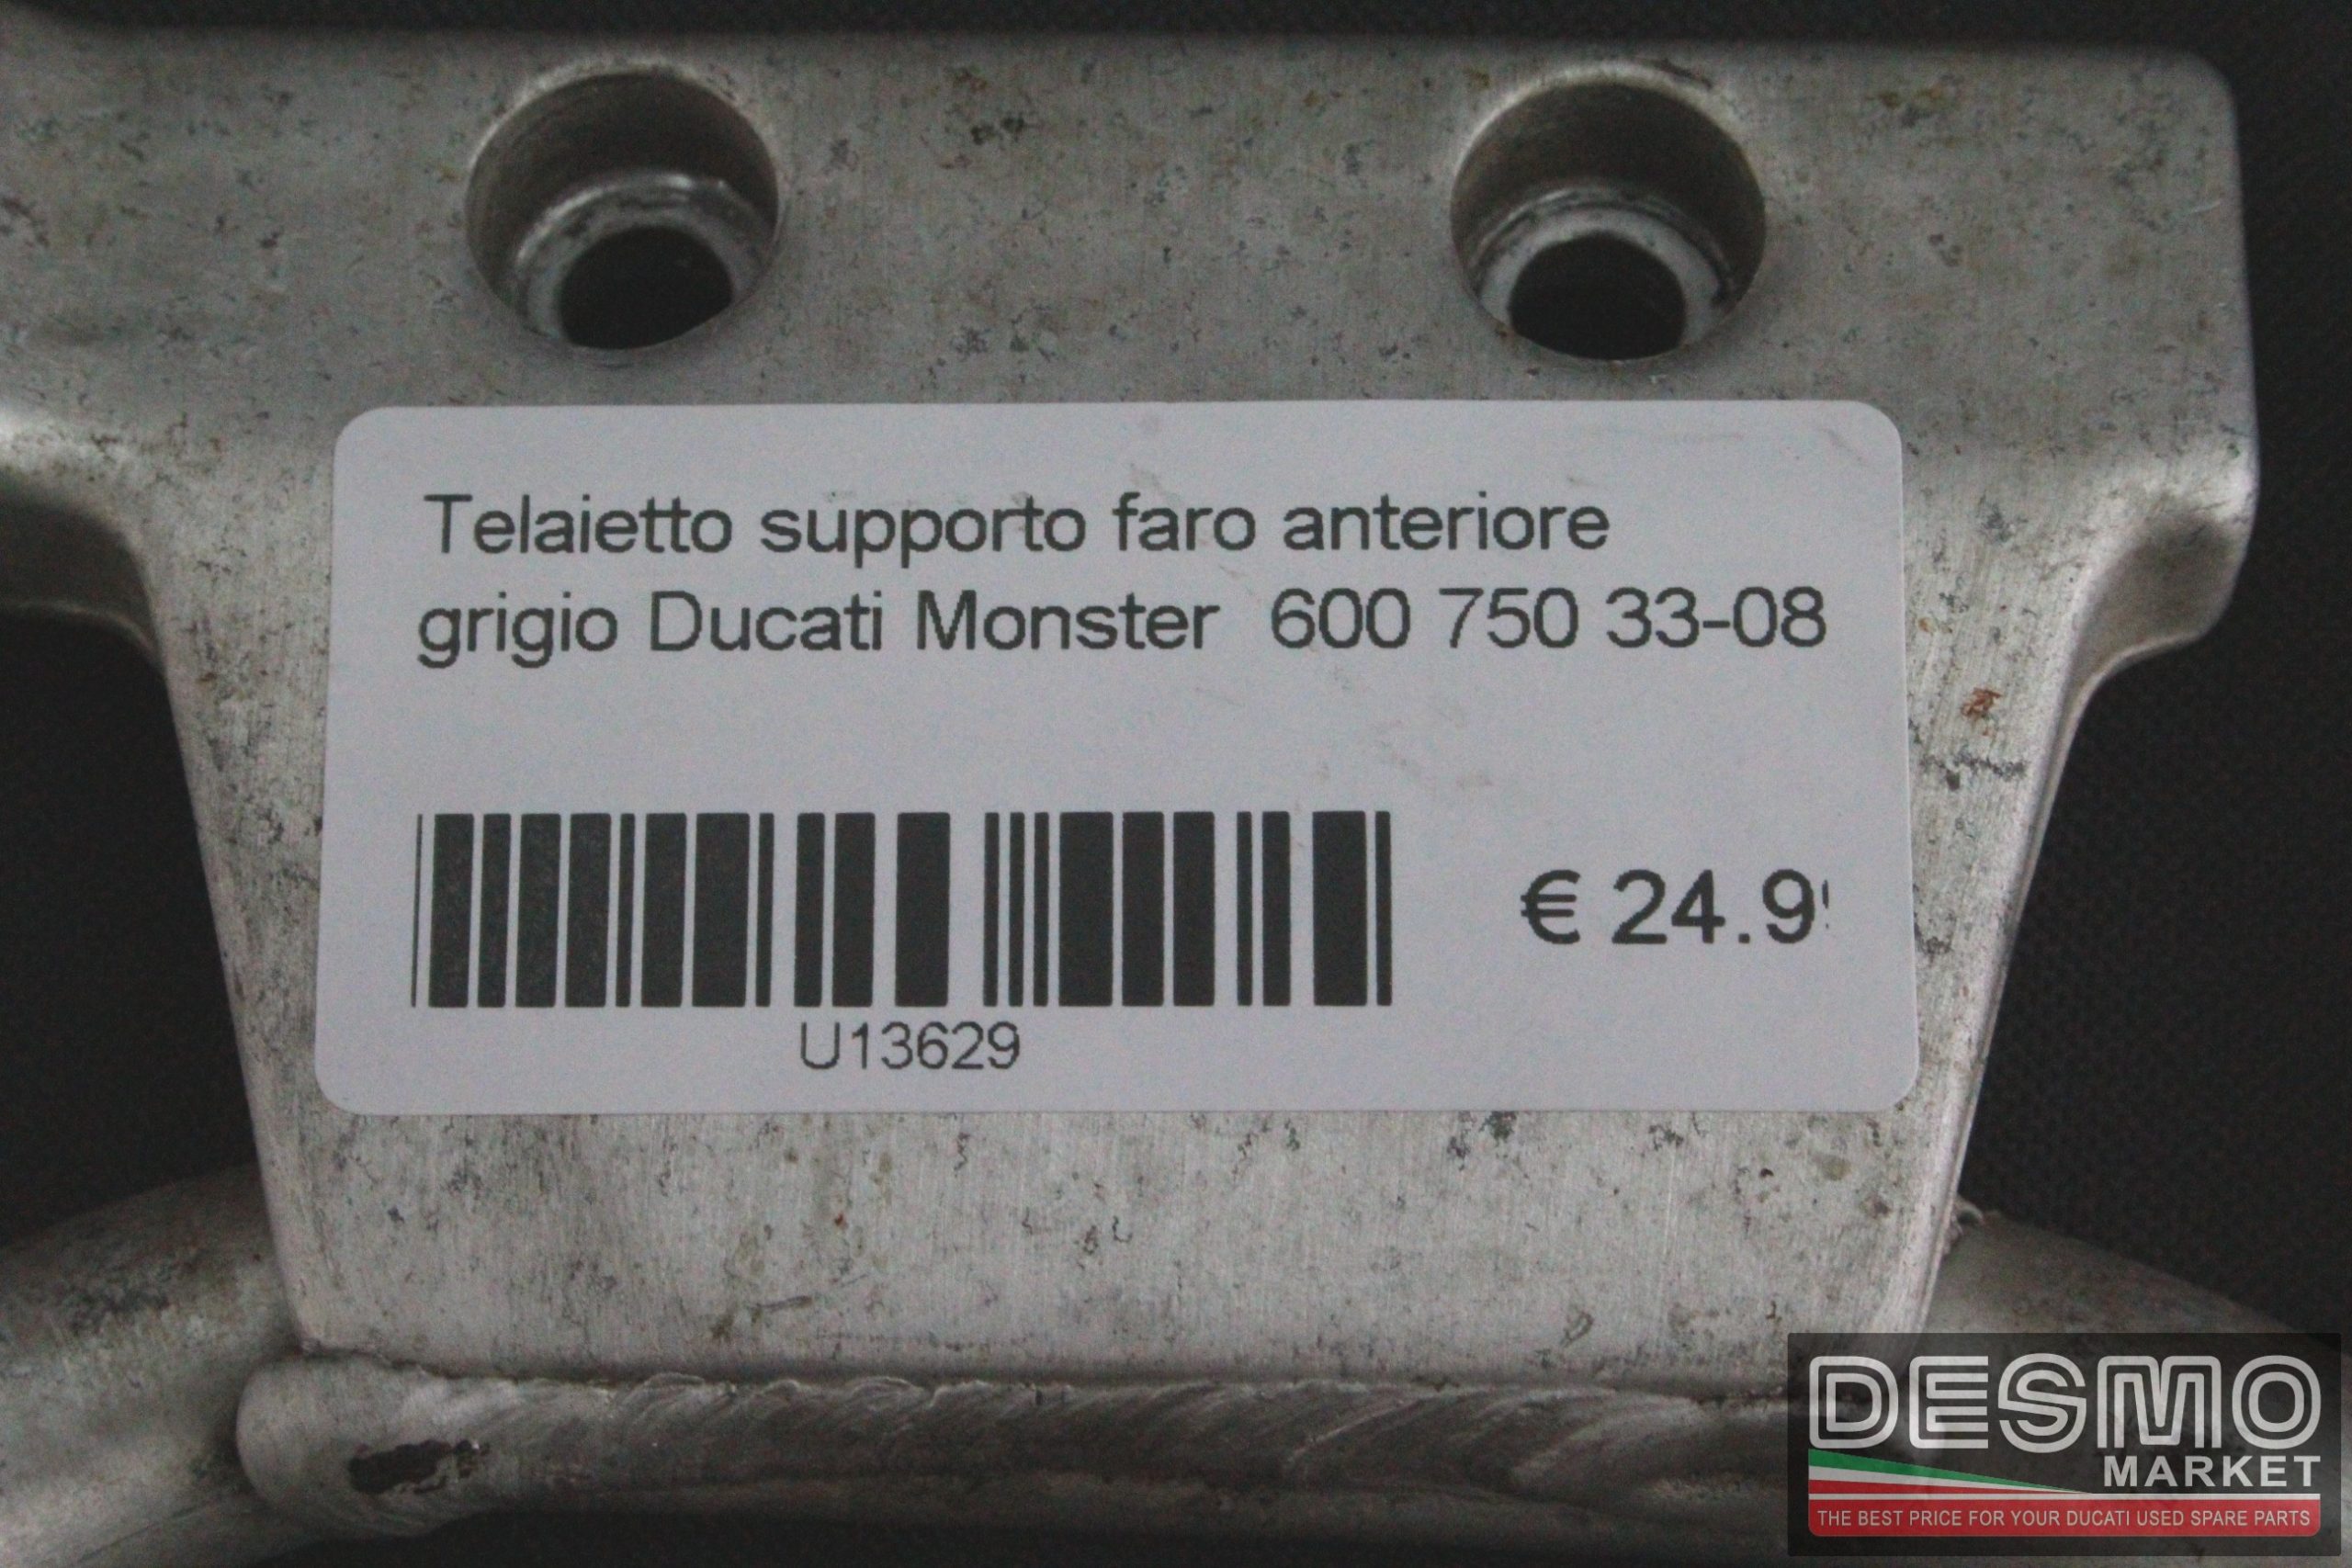 Telaietto supporto faro anteriore
grigio Ducati Monster  600 750 33-08
€ 24.9
U13629
DESMO
MARKET
THE BEST PRICE FOR YOUR DUCATI USED SPARE PARTS